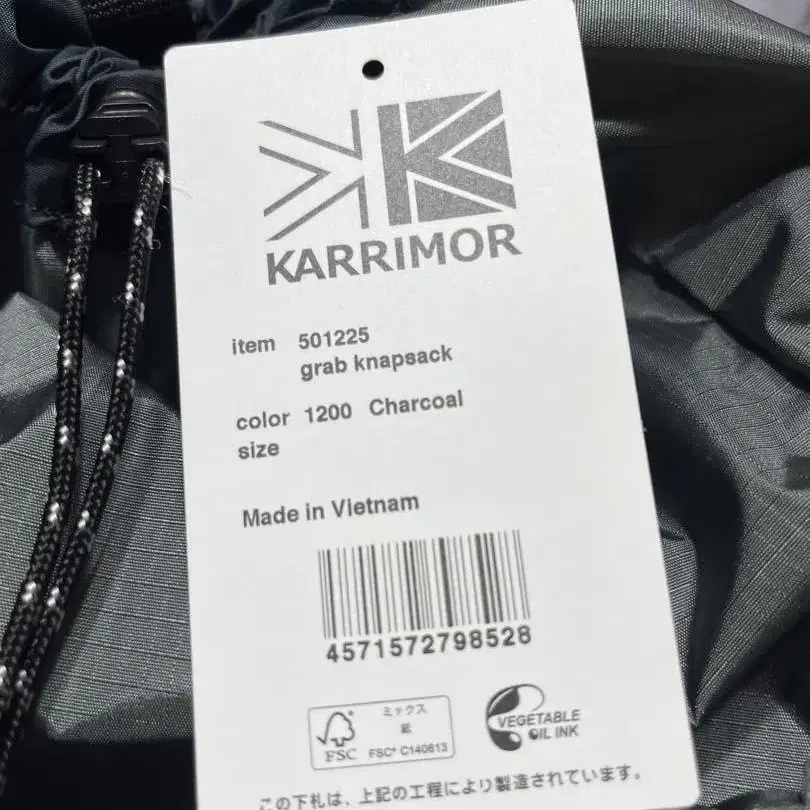 KARRIMOR
item 501225
grab knapsack
color 1200 Charcoal
size
Made in Vietnam
4571572798528
ミックス
紙
FSC
FSC® C140613
VEGETABLE
OIL INK
この下札は、上記の工程により製造されています。